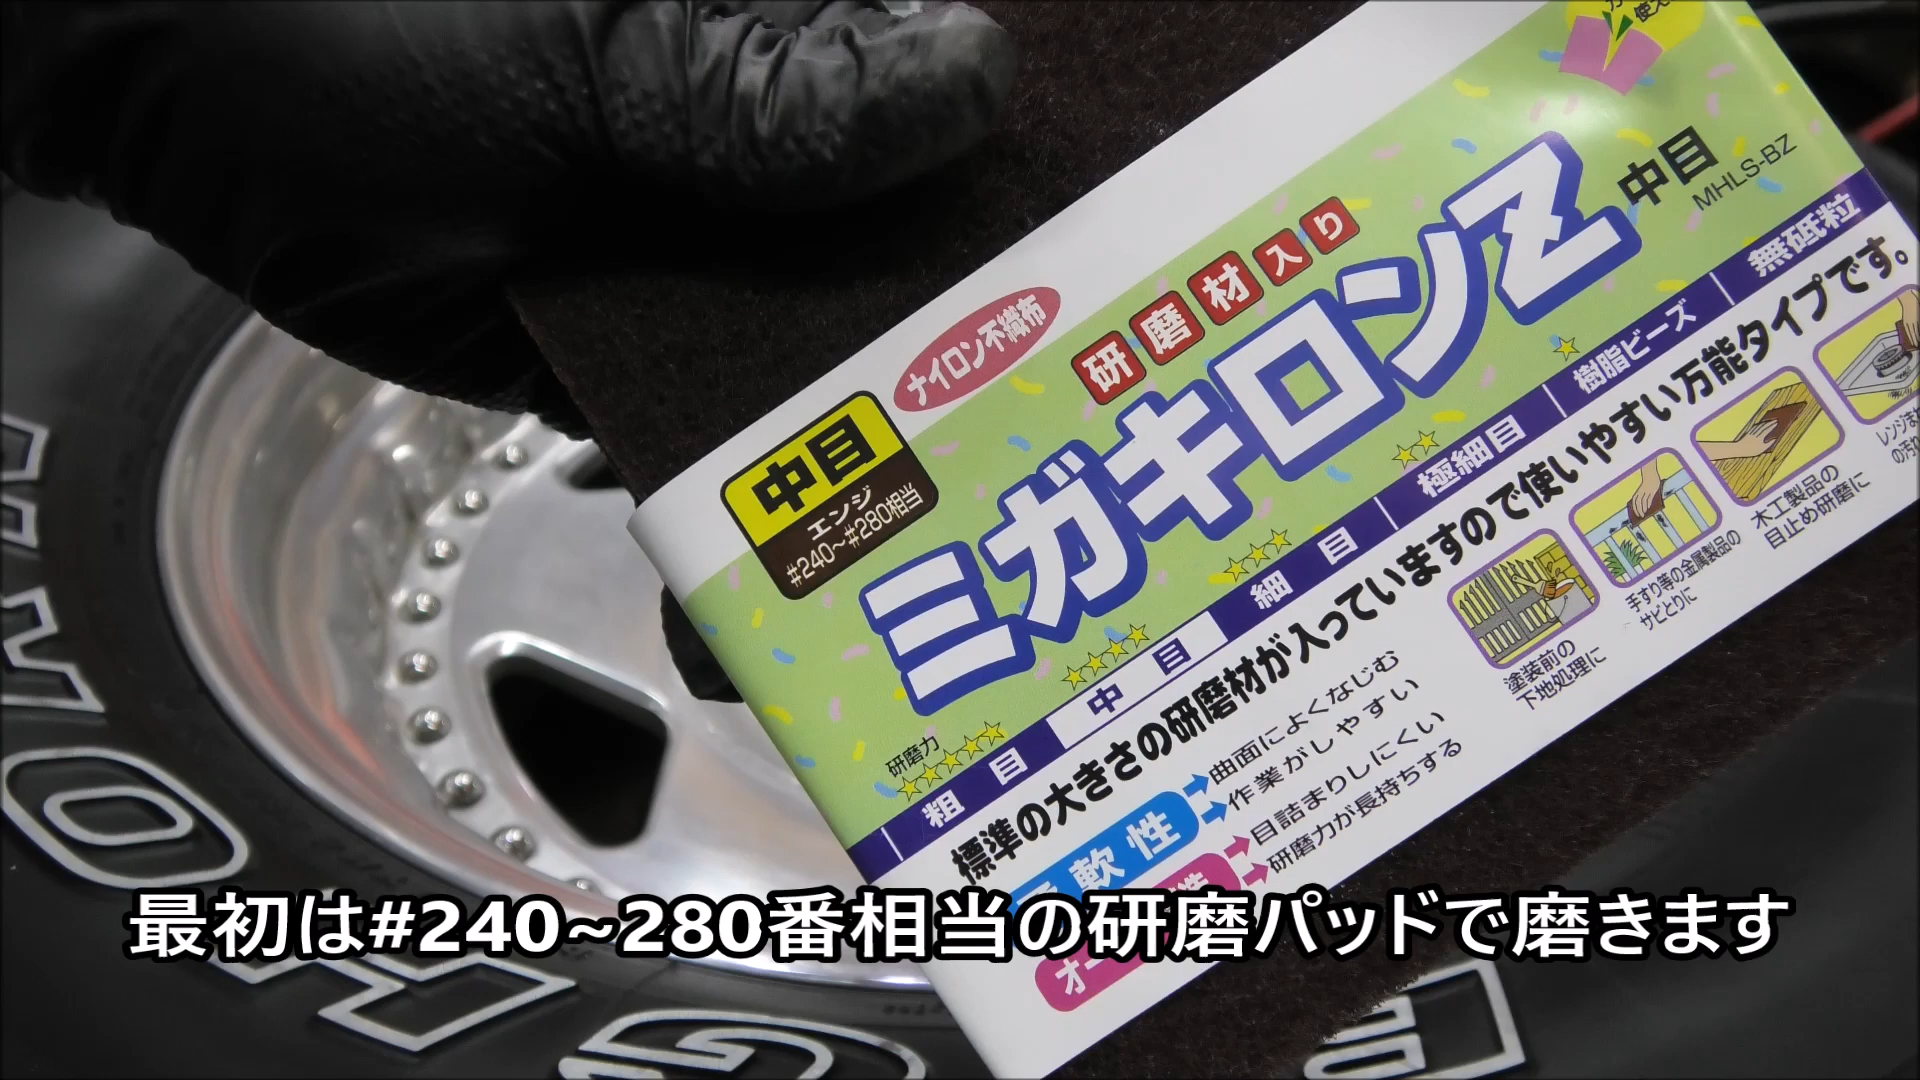 使え
中目
MHLS-BZ
研磨材入り
ナイロン不織布
ミガキロンZ
中目
エンジ
#240〜#280相当
研磨力
☆☆☆☆☆
☆☆☆☆
☆☆☆
☆☆
☆
粗目
中目
細目
極細目
樹脂ビーズ
無砥粒
標準の大きさの研磨材が入っていますので使いやすい万能タイプです。
軟性
曲面によくなじむ
作業がしやすい
目詰まりしにくい
研磨力が長持ちする
塗装前の
下地処理に
手すり等の金属製品の
サビとりに
木工製品の
目止め研磨に
レンジま
の汚れ
最初は#240~280番相当の研磨パッドで磨きます